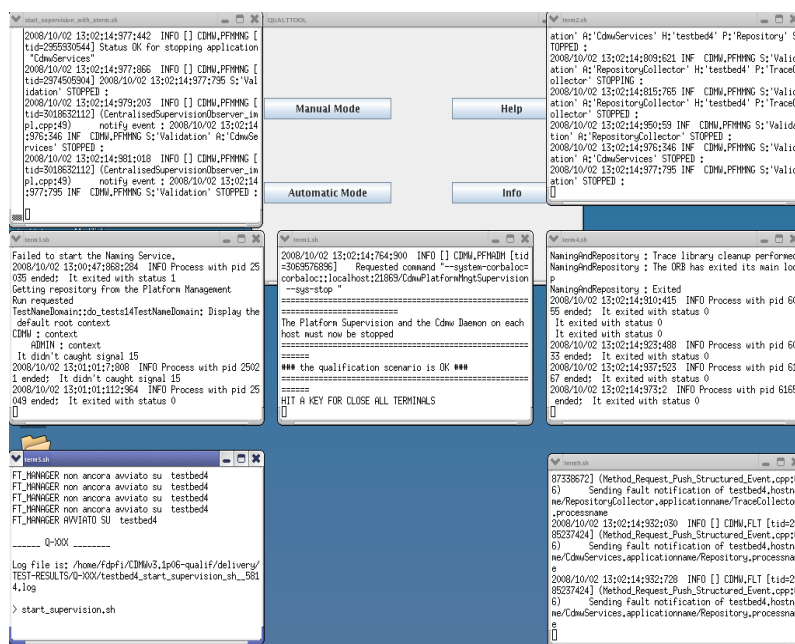 start_supervision_with_sterm.sh
2008/10/02 13:02:14:977:442  INFO [] CDMW.PFMMNG [
tid=2955930544] Status OK for stopping application
"CdmwServices"
2008/10/02 13:02:14:977:866  INFO [] CDMW.PFMMNG [
tid=2974505904] 2008/10/02 13:02:14:977:795 S:'Val
idation' STOPPED :
2008/10/02 13:02:14:979:203  INFO [] CDMW.PFMMNG [
tid=3018632112] (CentralisedSupervisionObserver_im
pl.cpp:49)     notify event : 2008/10/02 13:02:14
:976:346 INF  CDMW.PFMMNG S:'Validation' A:'CdmwSe
rvices' STOPPED :
2008/10/02 13:02:14:981:018  INFO [] CDMW.PFMMNG [
tid=3018632112] (CentralisedSupervisionObserver_im
pl.cpp:49)     notify event : 2008/10/02 13:02:14
:977:795 INF  CDMW.PFMMNG S:'Validation' STOPPED :
QUALTTOOL
Manual Mode
Help
Automatic Mode
Info
term2.sh
ation' A:'CdmwServices' H:'testbed4' P:'Repository' S
TOPPED :
2008/10/02 13:02:14:809:621 INF  CDMW.PFMMNG S:'Valid
ation' A:'RepositoryCollector' H:'testbed4' P:'TraceC
ollector' STOPPING :
2008/10/02 13:02:14:815:765 INF  CDMW.PFMMNG S:'Valid
ation' A:'RepositoryCollector' H:'testbed4' P:'TraceC
ollector' STOPPED :
2008/10/02 13:02:14:950:59 INF  CDMW.PFMMNG S:'Valida
tion' A:'RepositoryCollector' STOPPED :
2008/10/02 13:02:14:976:346 INF  CDMW.PFMMNG S:'Valid
ation' A:'CdmwServices' STOPPED :
2008/10/02 13:02:14:977:795 INF  CDMW.PFMMNG S:'Valid
ation' STOPPED :
term3.sh
Failed to start the Naming Service.
2008/10/02 13:00:47:868:284  INFO Process with pid 25
035 ended;  It exited with status 1
Getting repository from the Platform Management
Run requested
TestNameDomain::do_tests14TestNameDomain: Display the
default root context
CDMW : context
ADMIN : context
It didn't caught signal 15
2008/10/02 13:01:01:7:808  INFO Process with pid 2502
1 ended;  It didn't caught signal 15
2008/10/02 13:01:01:112:964  INFO Process with pid 25
049 ended;  It exited with status 0
term1.sh
2008/10/02 13:02:14:764:900  INFO [] CDMW.PFMADM [tid
=3069576896]     Requested command "--system-corbaloc=
corbaloc::localhost:21869/CdmwPlatformMngtSupervision
--sys-stop "
=====================================================
=========================
The Platform Supervision and the Cdmw Daemon on each
host must now be stopped
=====================================================
======
### the qualification scenario is OK ###
=====================================================
======
HIT A KEY FOR CLOSE ALL TERMINALS
term4.sh
NamingAndRepository : Trace library cleanup performed
NamingAndRepository : The ORB has exited its main loo
p
NamingAndRepository : Exited
2008/10/02 13:02:14:910:415  INFO Process with pid 60
55 ended;  It exited with status 0
It exited with status 0
It exited with status 0
2008/10/02 13:02:14:923:488  INFO Process with pid 60
33 ended;  It exited with status 0
2008/10/02 13:02:14:937:523  INFO Process with pid 61
67 ended;  It exited with status 0
2008/10/02 13:02:14:973:2  INFO Process with pid 6165
ended;  It exited with status 0
term5.sh
FT_MANAGER non ancora avviato su  testbed4
FT_MANAGER non ancora avviato su  testbed4
FT_MANAGER non ancora avviato su  testbed4
FT_MANAGER non ancora avviato su  testbed4
FT_MANAGER AVVIATO SU  testbed4
______ Q-XXX ________
Log file is: /home/fdpfi/CDMWv3.1p06-qualif/delivery/
TEST-RESULTS/Q-XXX/testbed4_start_supervision_sh__581
4.log
> start_supervision.sh
87338672] (Method_Request_Push_Structured_Event.cpp:8
6)     Sending fault notification of testbed4.hostna
me/RepositoryCollector.applicationname/TraceCollector
.processname
2008/10/02 13:02:14:932:030  INFO [] CDMW.FLT [tid=29
85237424] (Method_Request_Push_Structured_Event.cpp:8
6)     Sending fault notification of testbed4.hostna
me/CdmwServices.applicationname/Repository.processnam
e
2008/10/02 13:02:14:932:728  INFO [] CDMW.FLT [tid=29
85237424] (Method_Request_Push_Structured_Event.cpp:8
6)     Sending fault notification of testbed4.hostna
me/CdmwServices.applicationname/Repository.processnam
e